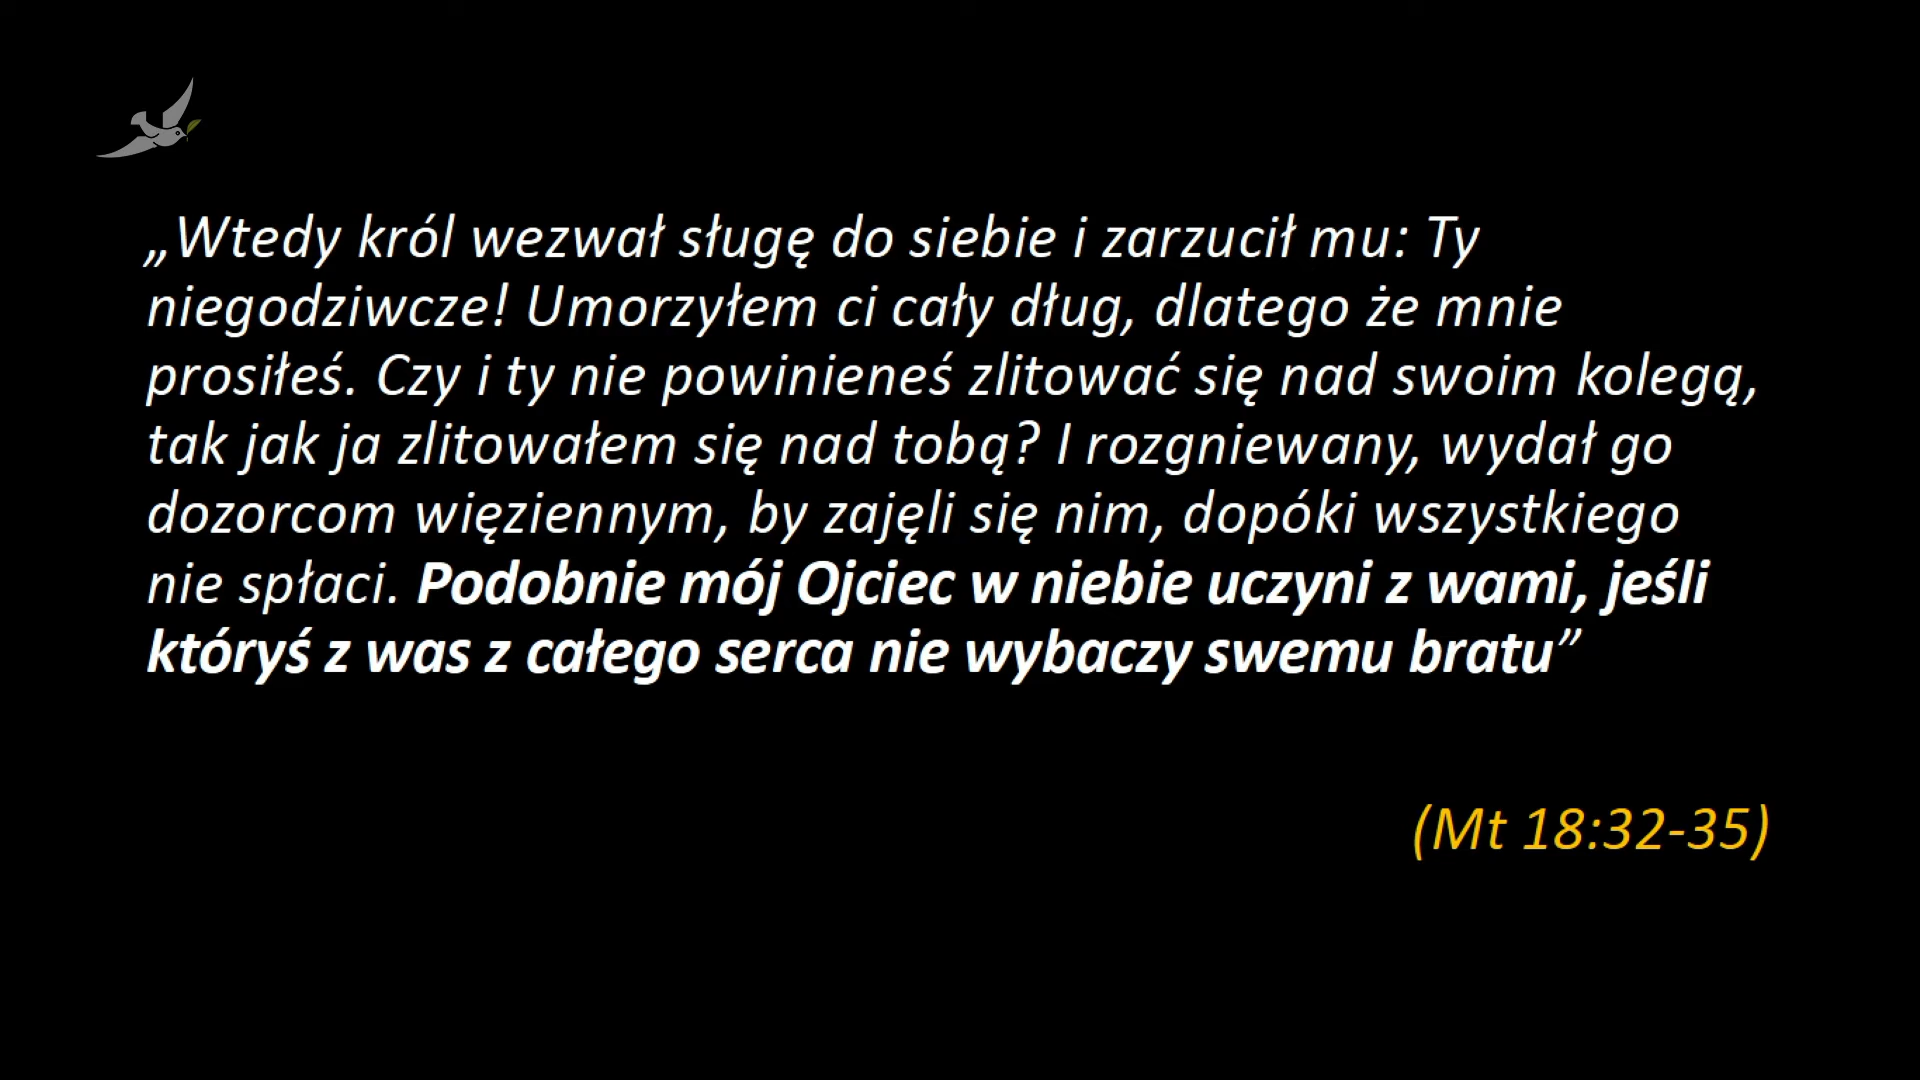 „Wtedy król wezwał sługę do siebie i zarzucił mu: Ty
niegodziwcze! Umorzyłem ci cały dług, dlatego że mnie
prosiłeś. Czy i ty nie powinieneś zlitować się nad swoim kolegą,
tak jak ja zlitowałem się nad tobą? I rozgniewany, wydał go
dozorcom więziennym, by zajęli się nim, dopóki wszystkiego
nie spłaci. Podobnie mój Ojciec w niebie uczyni z wami, jeśli
któryś z was z całego serca nie wybaczy swemu bratu”
(Mt 18:32-35)